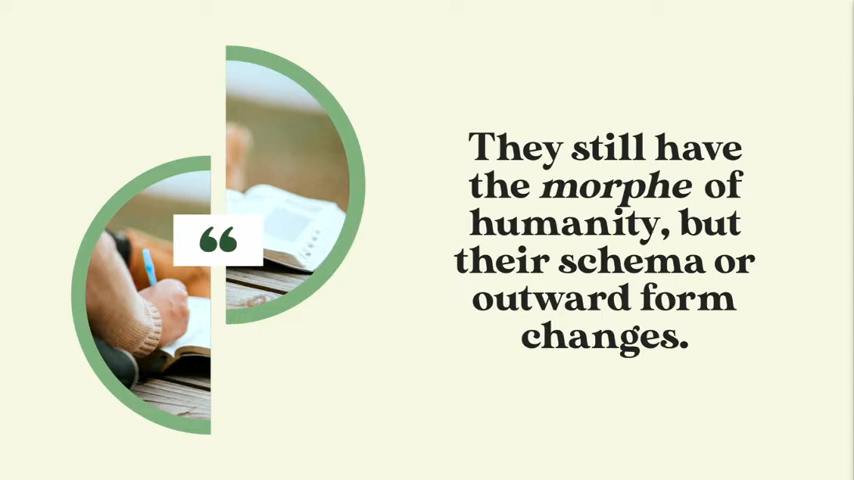 They still have
the morphe of
humanity, but
their schema or
outward form
changes.